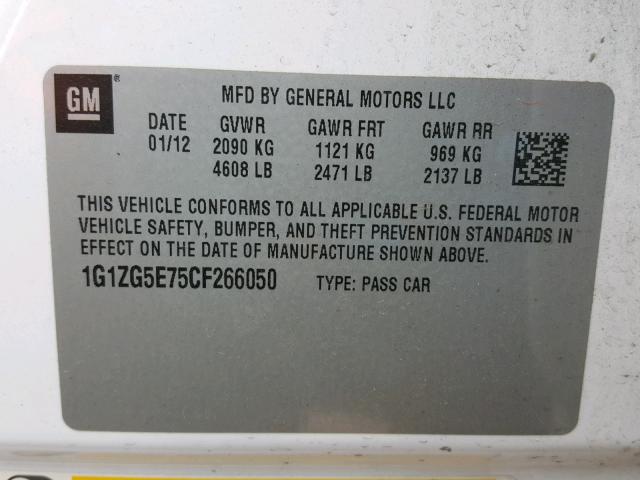 GM®
MFD BY GENERAL MOTORS LLC
DATE GVWR GAWR FRT GAWR RR
01/12 2090 KG 1121 KG 969 KG
4608 LB 2471 LB 2137 LB
THIS VEHICLE CONFORMS TO ALL APPLICABLE U.S. FEDERAL MOTOR
VEHICLE SAFETY, BUMPER, AND THEFT PREVENTION STANDARDS IN
EFFECT ON THE DATE OF MANUFACTURE SHOWN ABOVE.
1G1ZG5E75CF266050 TYPE: PASS CAR